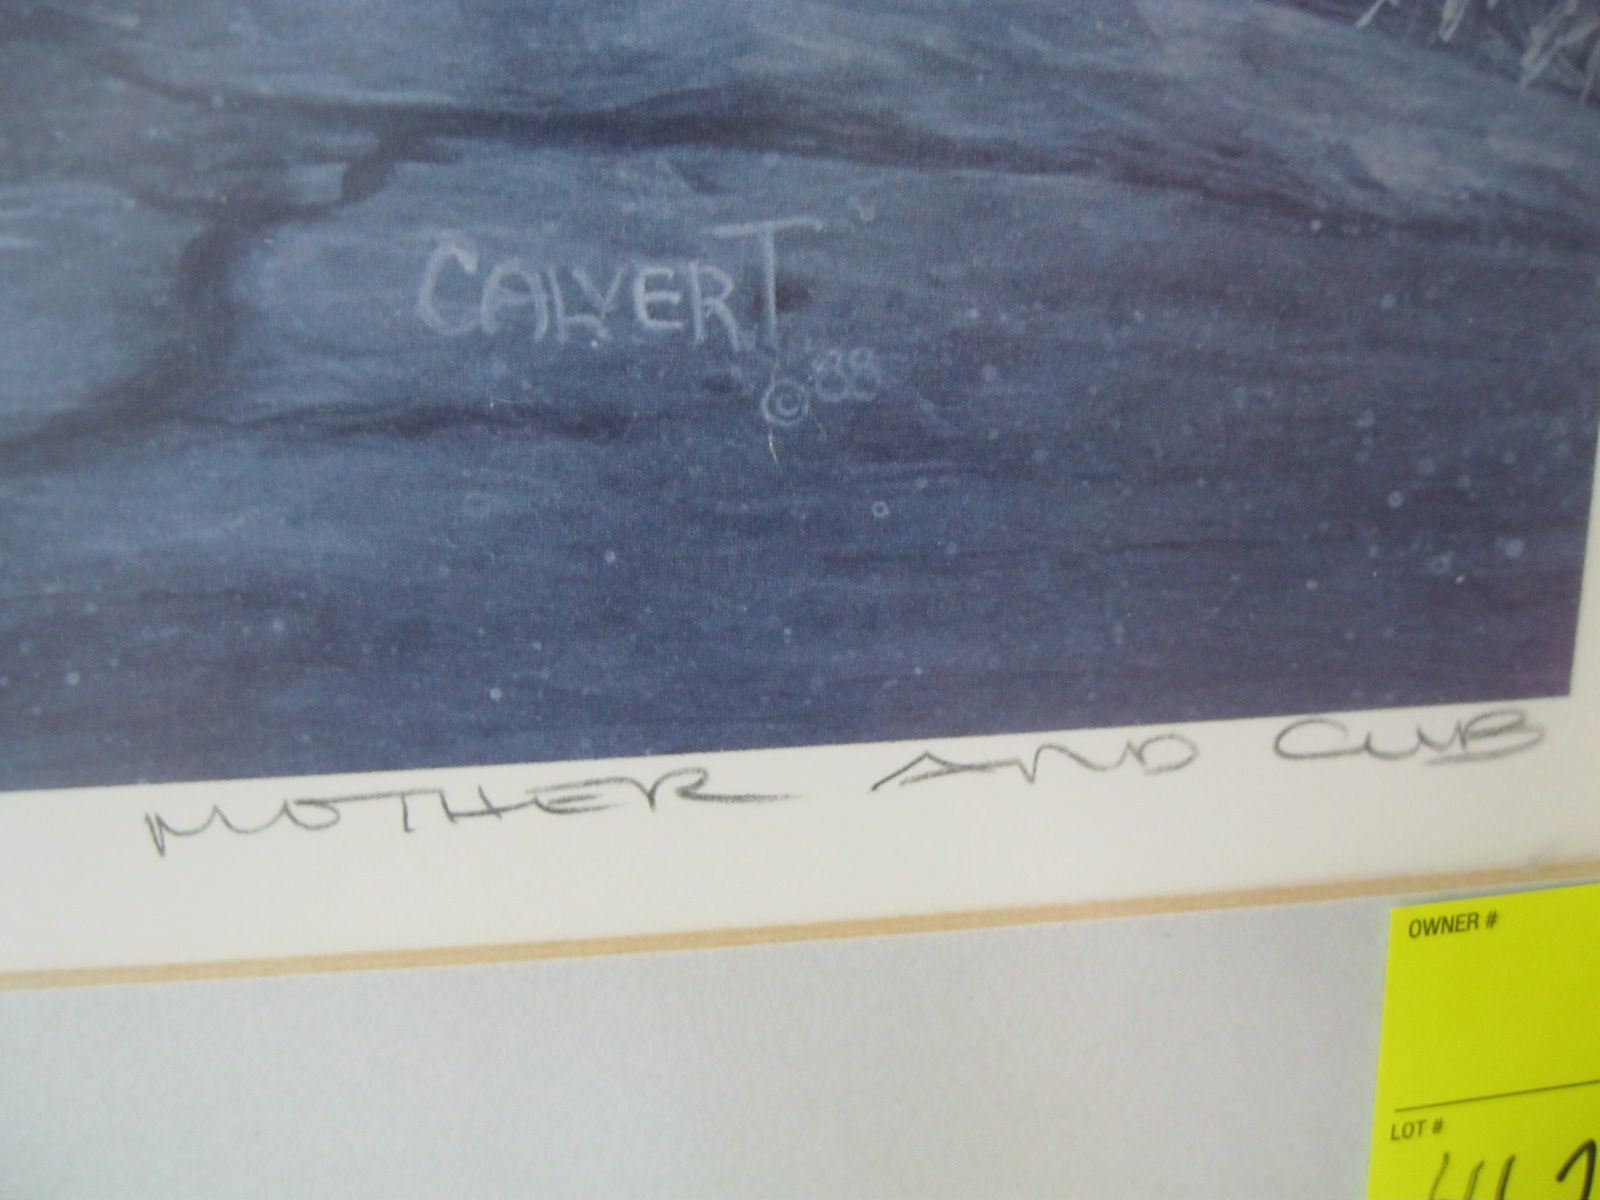 CALVERT
© '88
MOTHER AND CUB
OWNER #
LOT #